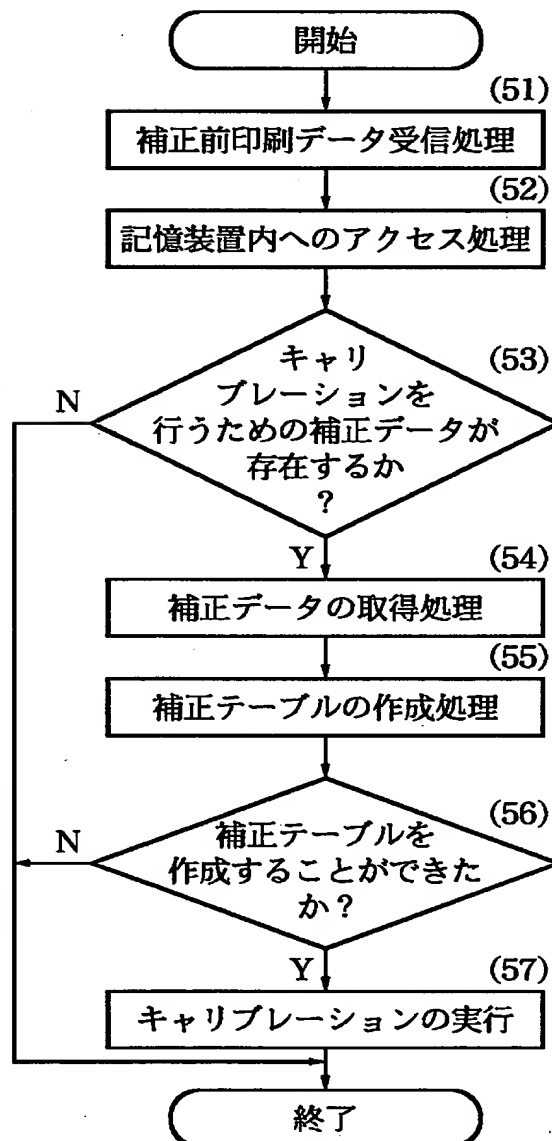 開始
(51)
補正前印刷データ受信処理
(52)
記憶装置内へのアクセス処理
(53)
キャリ
ブレーションを
行うための補正データが
存在するか
?
N
Y
(54)
補正データの取得処理
(55)
補正テーブルの作成処理
(56)
補正テーブルを
作成することができた
か?
N
Y
(57)
キャリブレーションの実行
終了